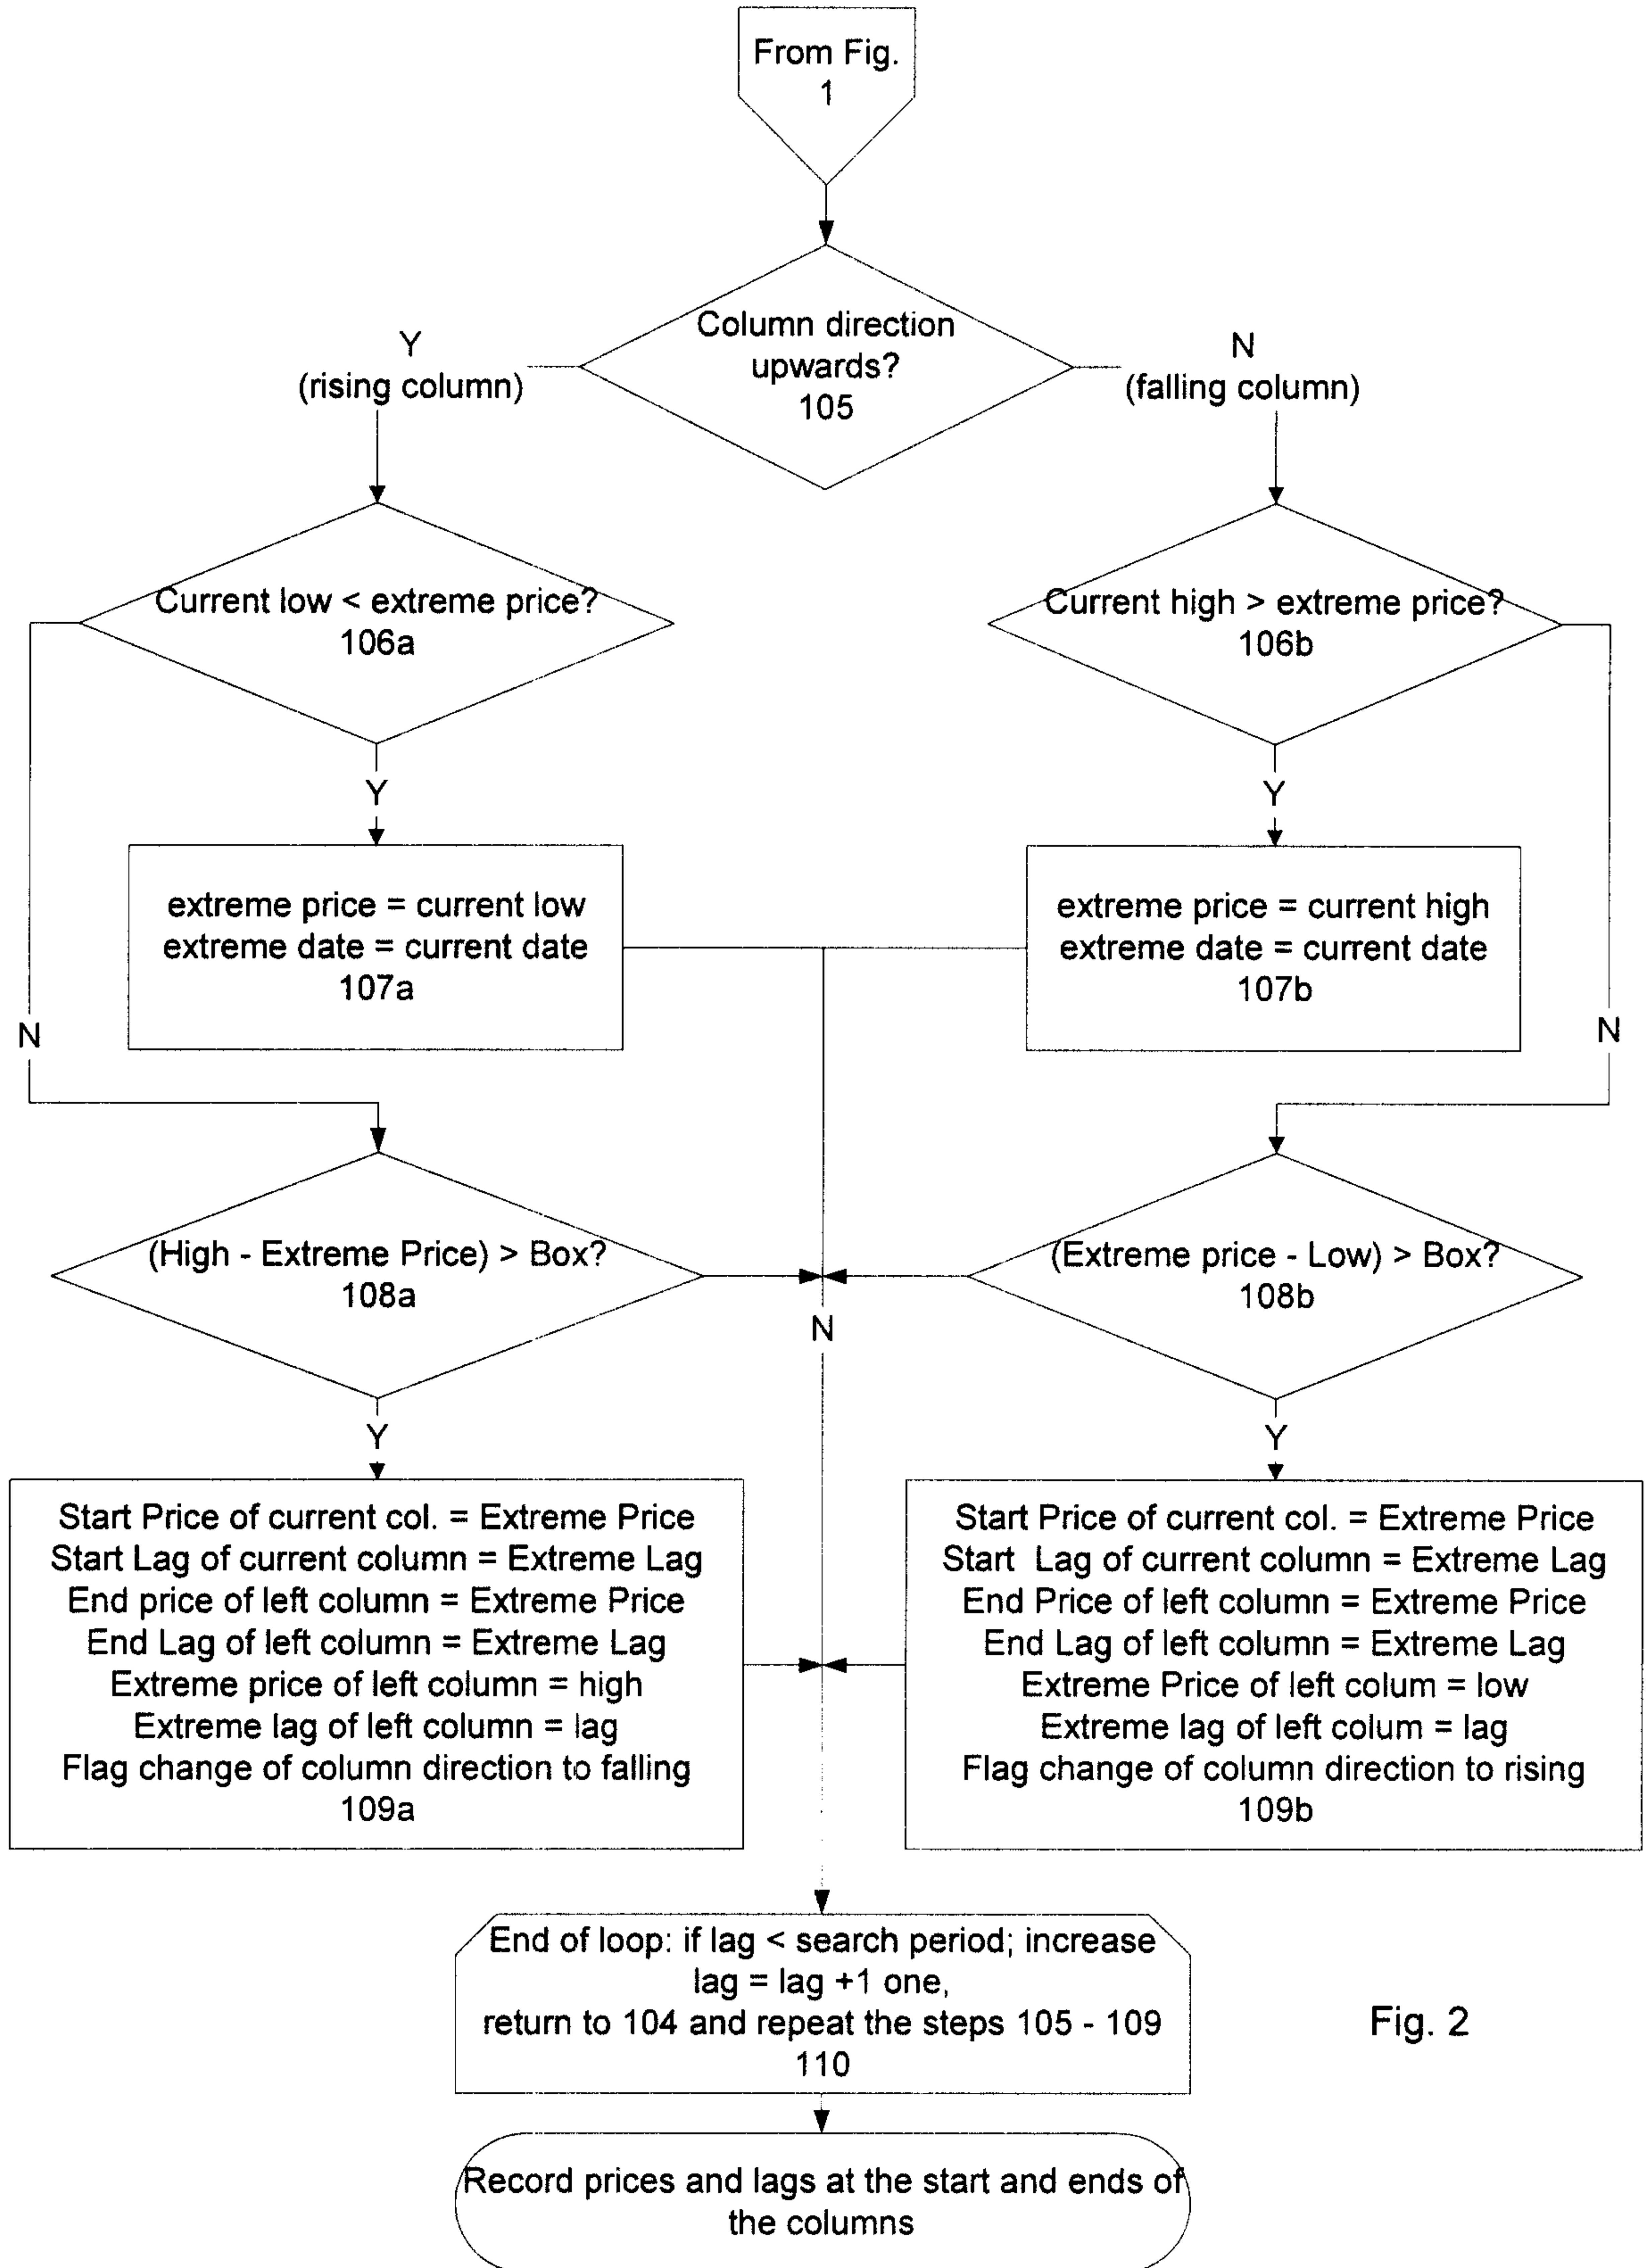 From Fig.
1
Column direction
upwards?
105
Y
(rising column)
N
(falling column)
Current low < extreme price?
106a
Current high > extreme price?
106b
Y
Y
extreme price = current low
extreme date = current date
107a
extreme price = current high
extreme date = current date
107b
N
N
(High - Extreme Price) > Box?
108a
(Extreme price - Low) > Box?
108b
N
Y
Y
Start Price of current col. = Extreme Price
Start Lag of current column = Extreme Lag
End price of left column = Extreme Price
End Lag of left column = Extreme Lag
Extreme price of left column = high
Extreme lag of left column = lag
Flag change of column direction to falling
109a
Start Price of current col. = Extreme Price
Start Lag of current column = Extreme Lag
End Price of left column = Extreme Price
End Lag of left column = Extreme Lag
Extreme Price of left colum = low
Extreme lag of left colum = lag
Flag change of column direction to rising
109b
End of loop: if lag < search period; increase
lag = lag +1 one,
return to 104 and repeat the steps 105 - 109
110
Fig. 2
Record prices and lags at the start and ends of
the columns